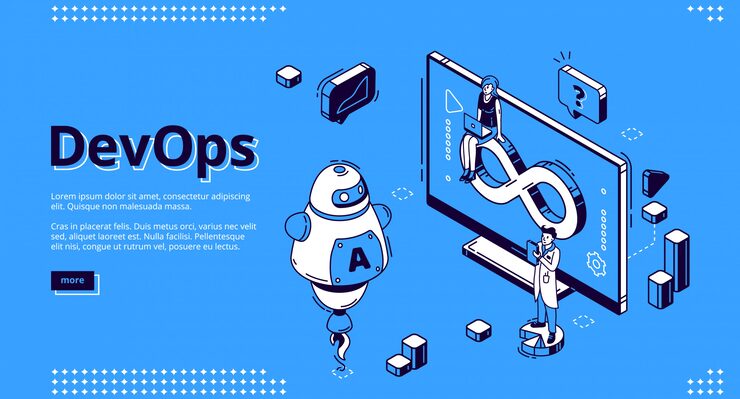 DevOps
Lorem ipsum dolor sit amet, consectetur adipiscing
elit. Quisque non malesuada massa.
Cras in placerat felis. Duis metus orci, varius nec velit
sed, aliquet laoreet enim. Nulla facilisi. Pellentesque
elit nisi, congue ut rutrum vel, posuere eu lectus.
more
?
A